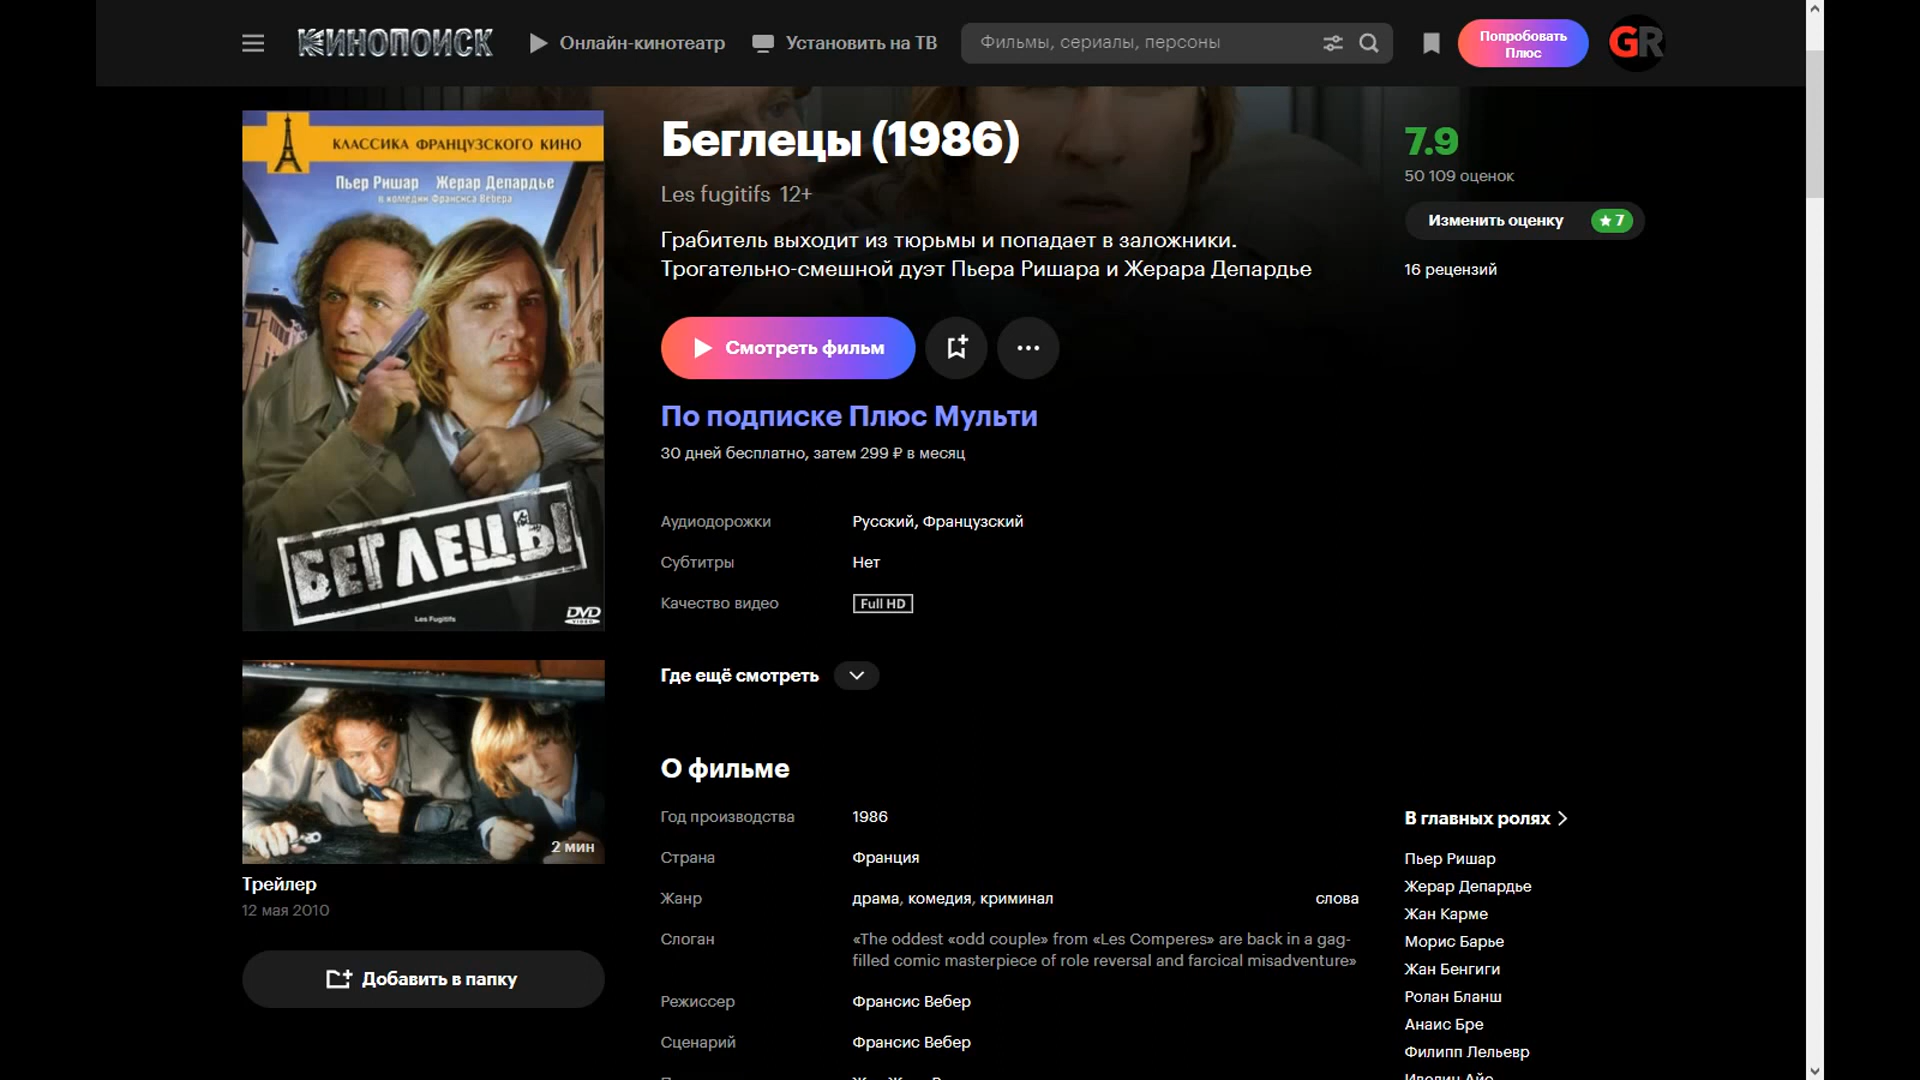 КИНОПОИСК
Онлайн-кинотеатр
Установить на ТВ
Фильмы, сериалы, персоны
Попробовать
Плюс
GR
КЛАССИКА ФРАНЦУЗСКОГО КИНО
Пьер Ришар Жерар Депардье
в комедии Франсиса Вебера
БЕГЛЕЦЫ
Les Fugitifs
DVD
VIDEO
2 мин
Трейлер
12 мая 2010
Добавить в папку
Беглецы (1986)
Les fugitifs 12+
Грабитель выходит из тюрьмы и попадает в заложники.
Трогательно-смешной дуэт Пьера Ришара и Жерара Депардье
Смотреть фильм
По подписке Плюс Мульти
30 дней бесплатно, затем 299 ₽ в месяц
Аудиодорожки Русский, Французский
Субтитры Нет
Качество видео Full HD
Где ещё смотреть
О фильме
Год производства 1986
Страна Франция
Жанр драма, комедия, криминал слова
Слоган «The oddest «odd couple» from «Les Comperes» are back in a gag-
filled comic masterpiece of role reversal and farcical misadventure»
Режиссер Франсис Вебер
Сценарий Франсис Вебер
7.9
50 109 оценок
Изменить оценку 7
16 рецензий
В главных ролях
Пьер Ришар
Жерар Депардье
Жан Карме
Морис Барье
Жан Бенгиги
Ролан Бланш
Анаис Бре
Филипп Лельевр